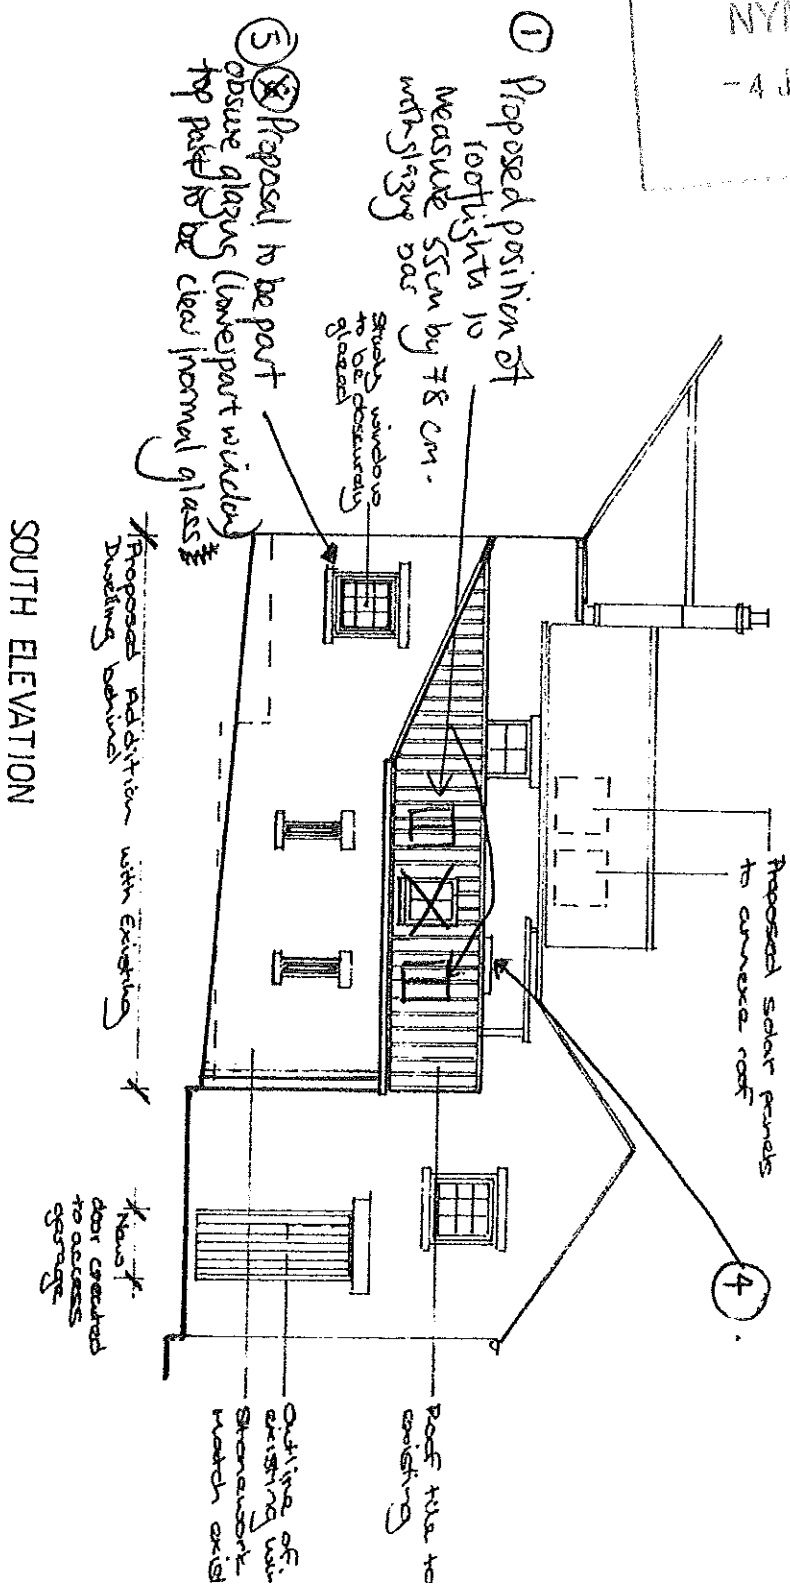 NYM
-4 J
① Proposed position of
rooflights to
measure 55cm by 78 cm.
with glazing bar
⑤ Proposal to be part
obscure glazing (lower part window)
top part to be clear/normal glass
Study window
to be obscurely
glazed
Proposed solar panels
to annexe roof
④
Roof tile to
existing
Outline of
existing
Stonework
match exist
Proposed Addition with Existing
Dwelling behind
New
door created
to access
garage
SOUTH ELEVATION